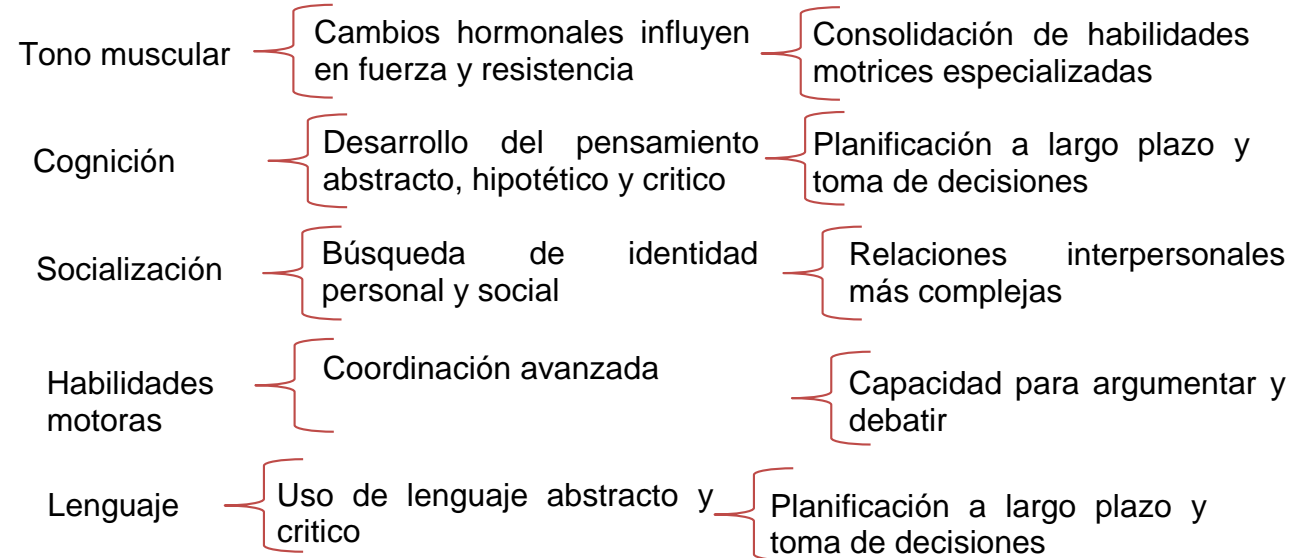 Tono muscular
Cambios hormonales influyen
en fuerza y resistencia
Consolidación de habilidades
motrices especializadas
Cognición
Desarrollo del pensamiento
abstracto, hipotético y critico
Planificación a largo plazo y
toma de decisiones
Socialización
Búsqueda de identidad
personal y social
Relaciones interpersonales
más complejas
Habilidades
motoras
Coordinación avanzada
Capacidad para argumentar y
debatir
Lenguaje
Uso de lenguaje abstracto y
critico
Planificación a largo plazo y
toma de decisiones